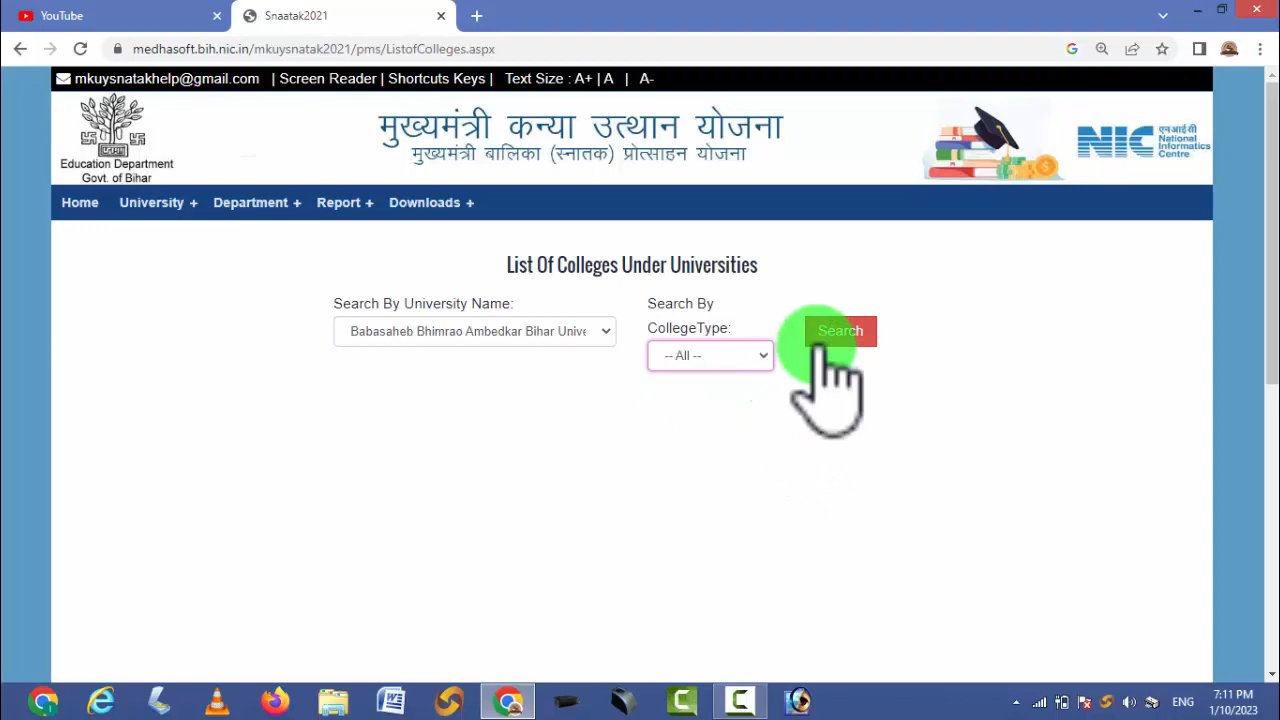 YouTube
Snaatak2021
medhasoft.bih.nic.in/mkuysnatak2021/pms/ListofColleges.aspx
mkuysnatakhelp@gmail.com | Screen Reader | Shortcuts Keys | Text Size : A+ | A | A-
मुख्यमंत्री कन्या उत्थान योजना
मुख्यमंत्री बालिका (स्नातक) प्रोत्साहन योजना
Education Department
Govt. of Bihar
NIC एन आई सी
National
Informatics
Centre
Home University + Department + Report + Downloads +
List Of Colleges Under Universities
Search By University Name:
Babasaheb Bhimrao Ambedkar Bihar Unive
Search By
CollegeType:
-- All --
Search
ENG
7:11 PM
1/10/2023